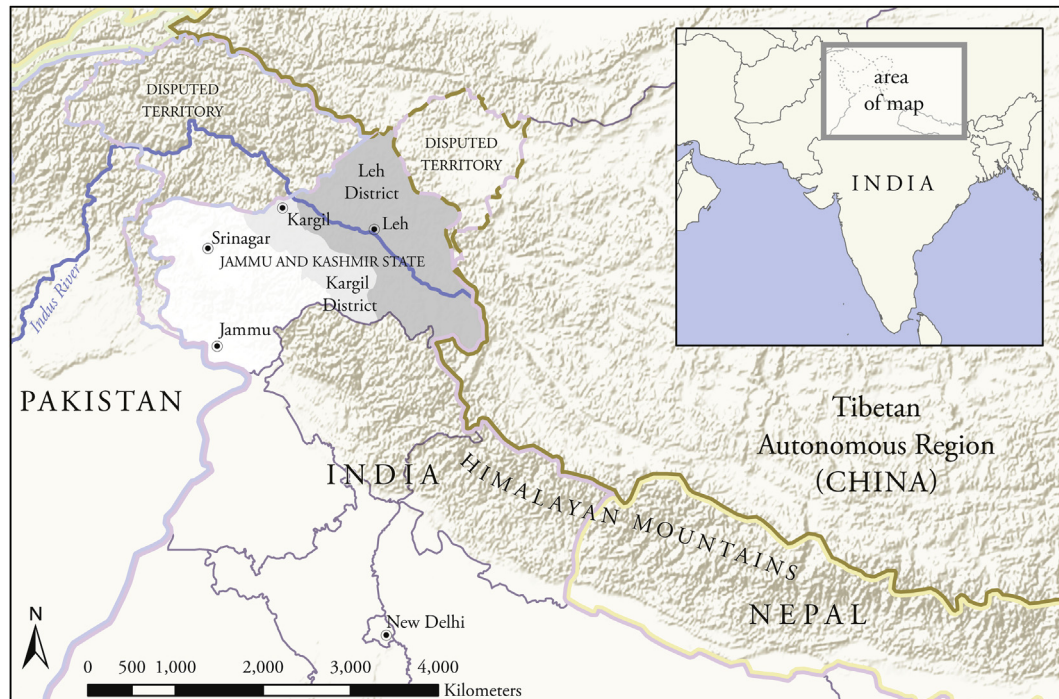 DISPUTED
TERRITORY
DISPUTED
TERRITORY
Leh
District
Kargil
Leh
Srinagar
JAMMU AND KASHMIR STATE
Kargil
District
Indus River
Jammu
PAKISTAN
INDIA
HIMALAYAN MOUNTAINS
Tibetan
Autonomous Region
(CHINA)
NEPAL
New Delhi
N
0 500 1,000 2,000 3,000 4,000
Kilometers
area
of map
INDIA